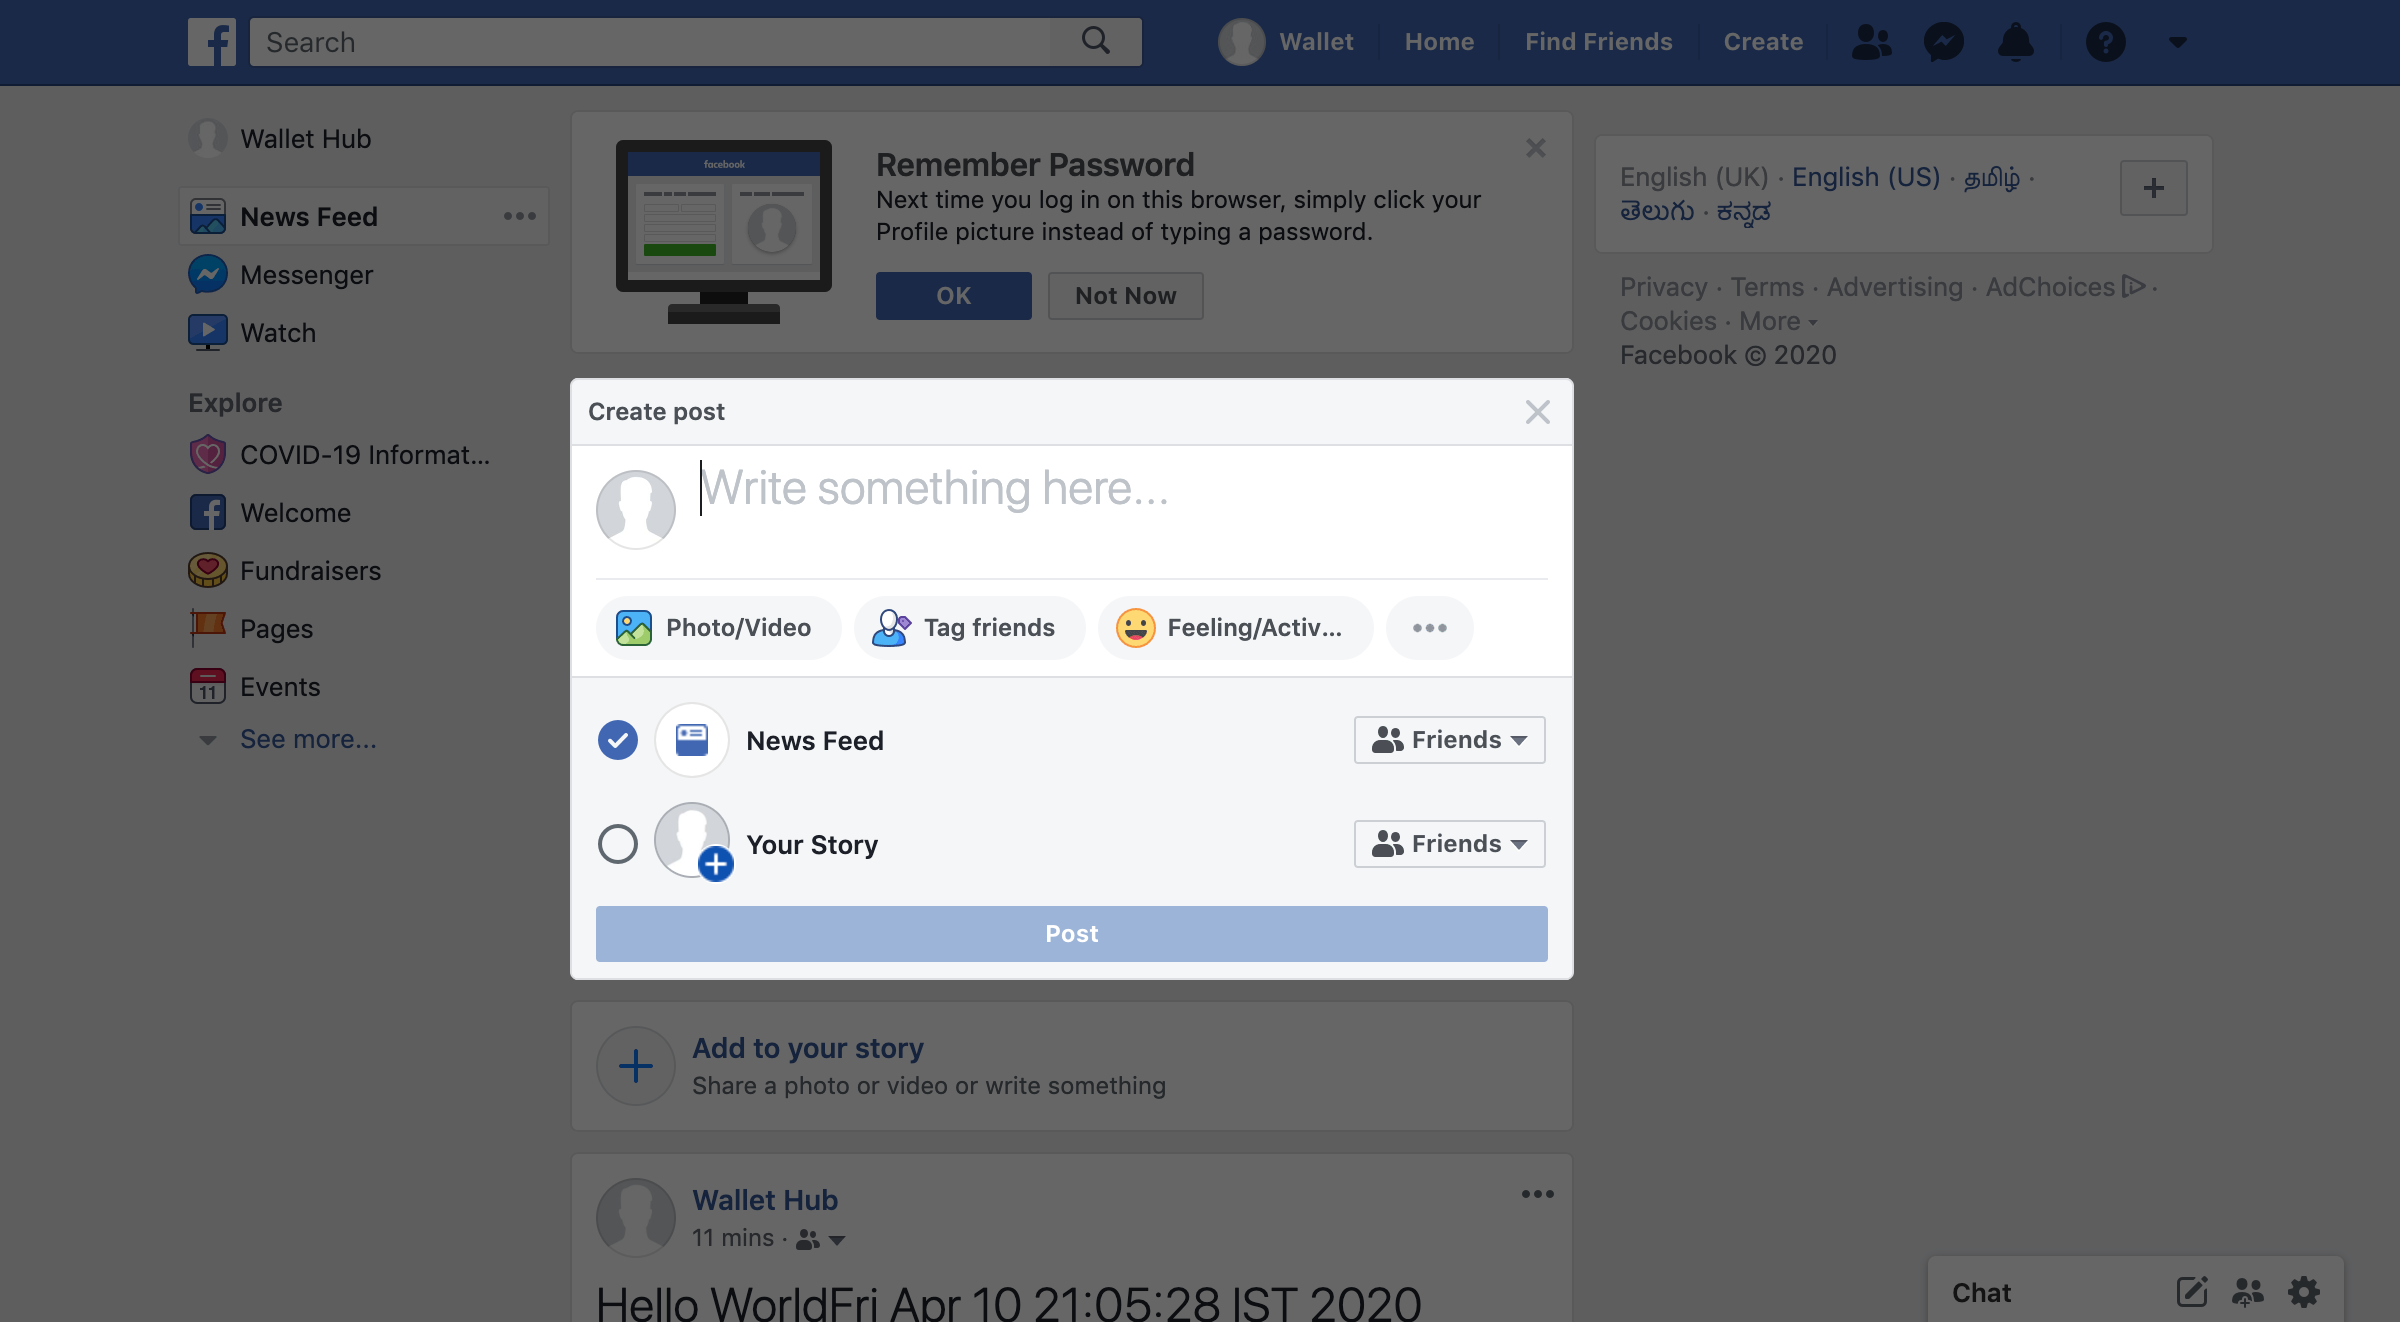 Search
Wallet
Home
Find Friends
Create
Wallet Hub
News Feed
Messenger
Watch
Explore
COVID-19 Informat...
Welcome
Fundraisers
Pages
11
Events
See more...
facebook
Remember Password
Next time you log in on this browser, simply click your
Profile picture instead of typing a password.
OK
Not Now
Create post
Write something here...
Photo/Video
Tag friends
Feeling/Activ...
News Feed
Friends
Your Story
Friends
Post
Add to your story
Share a photo or video or write something
Wallet Hub
11 mins ·
Hello WorldFri Apr 10 21:05:28 IST 2020
English (UK) · English (US) · தமிழ் ·
తెలుగు · ಕನ್ನಡ
Privacy · Terms · Advertising · AdChoices ·
Cookies · More
Facebook © 2020
Chat